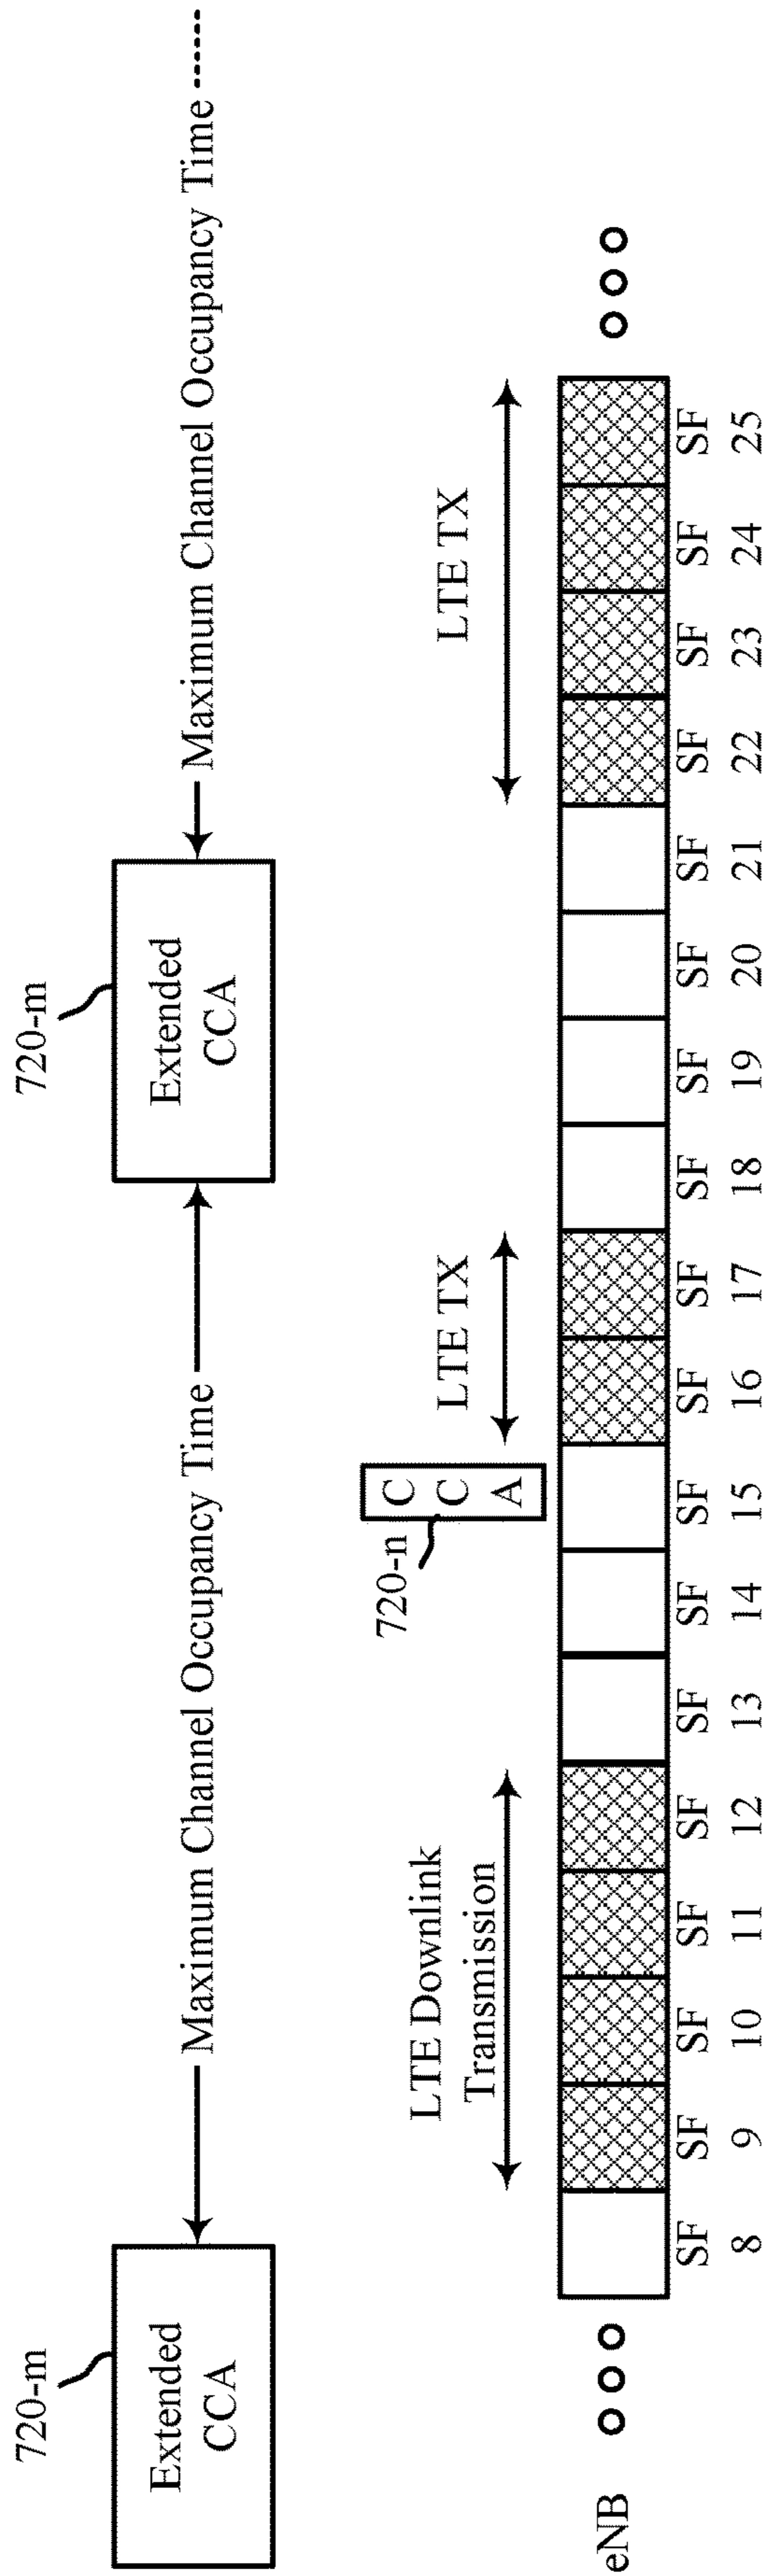 720-m
720-m
Extended
CCA
Maximum Channel Occupancy Time
Extended
CCA
Maximum Channel Occupancy Time
720-n
C
C
A
LTE Downlink
Transmission
LTE TX
LTE TX
eNB
SF SF SF SF SF SF SF SF SF SF SF SF SF SF SF SF SF SF
8 9 10 11 12 13 14 15 16 17 18 19 20 21 22 23 24 25